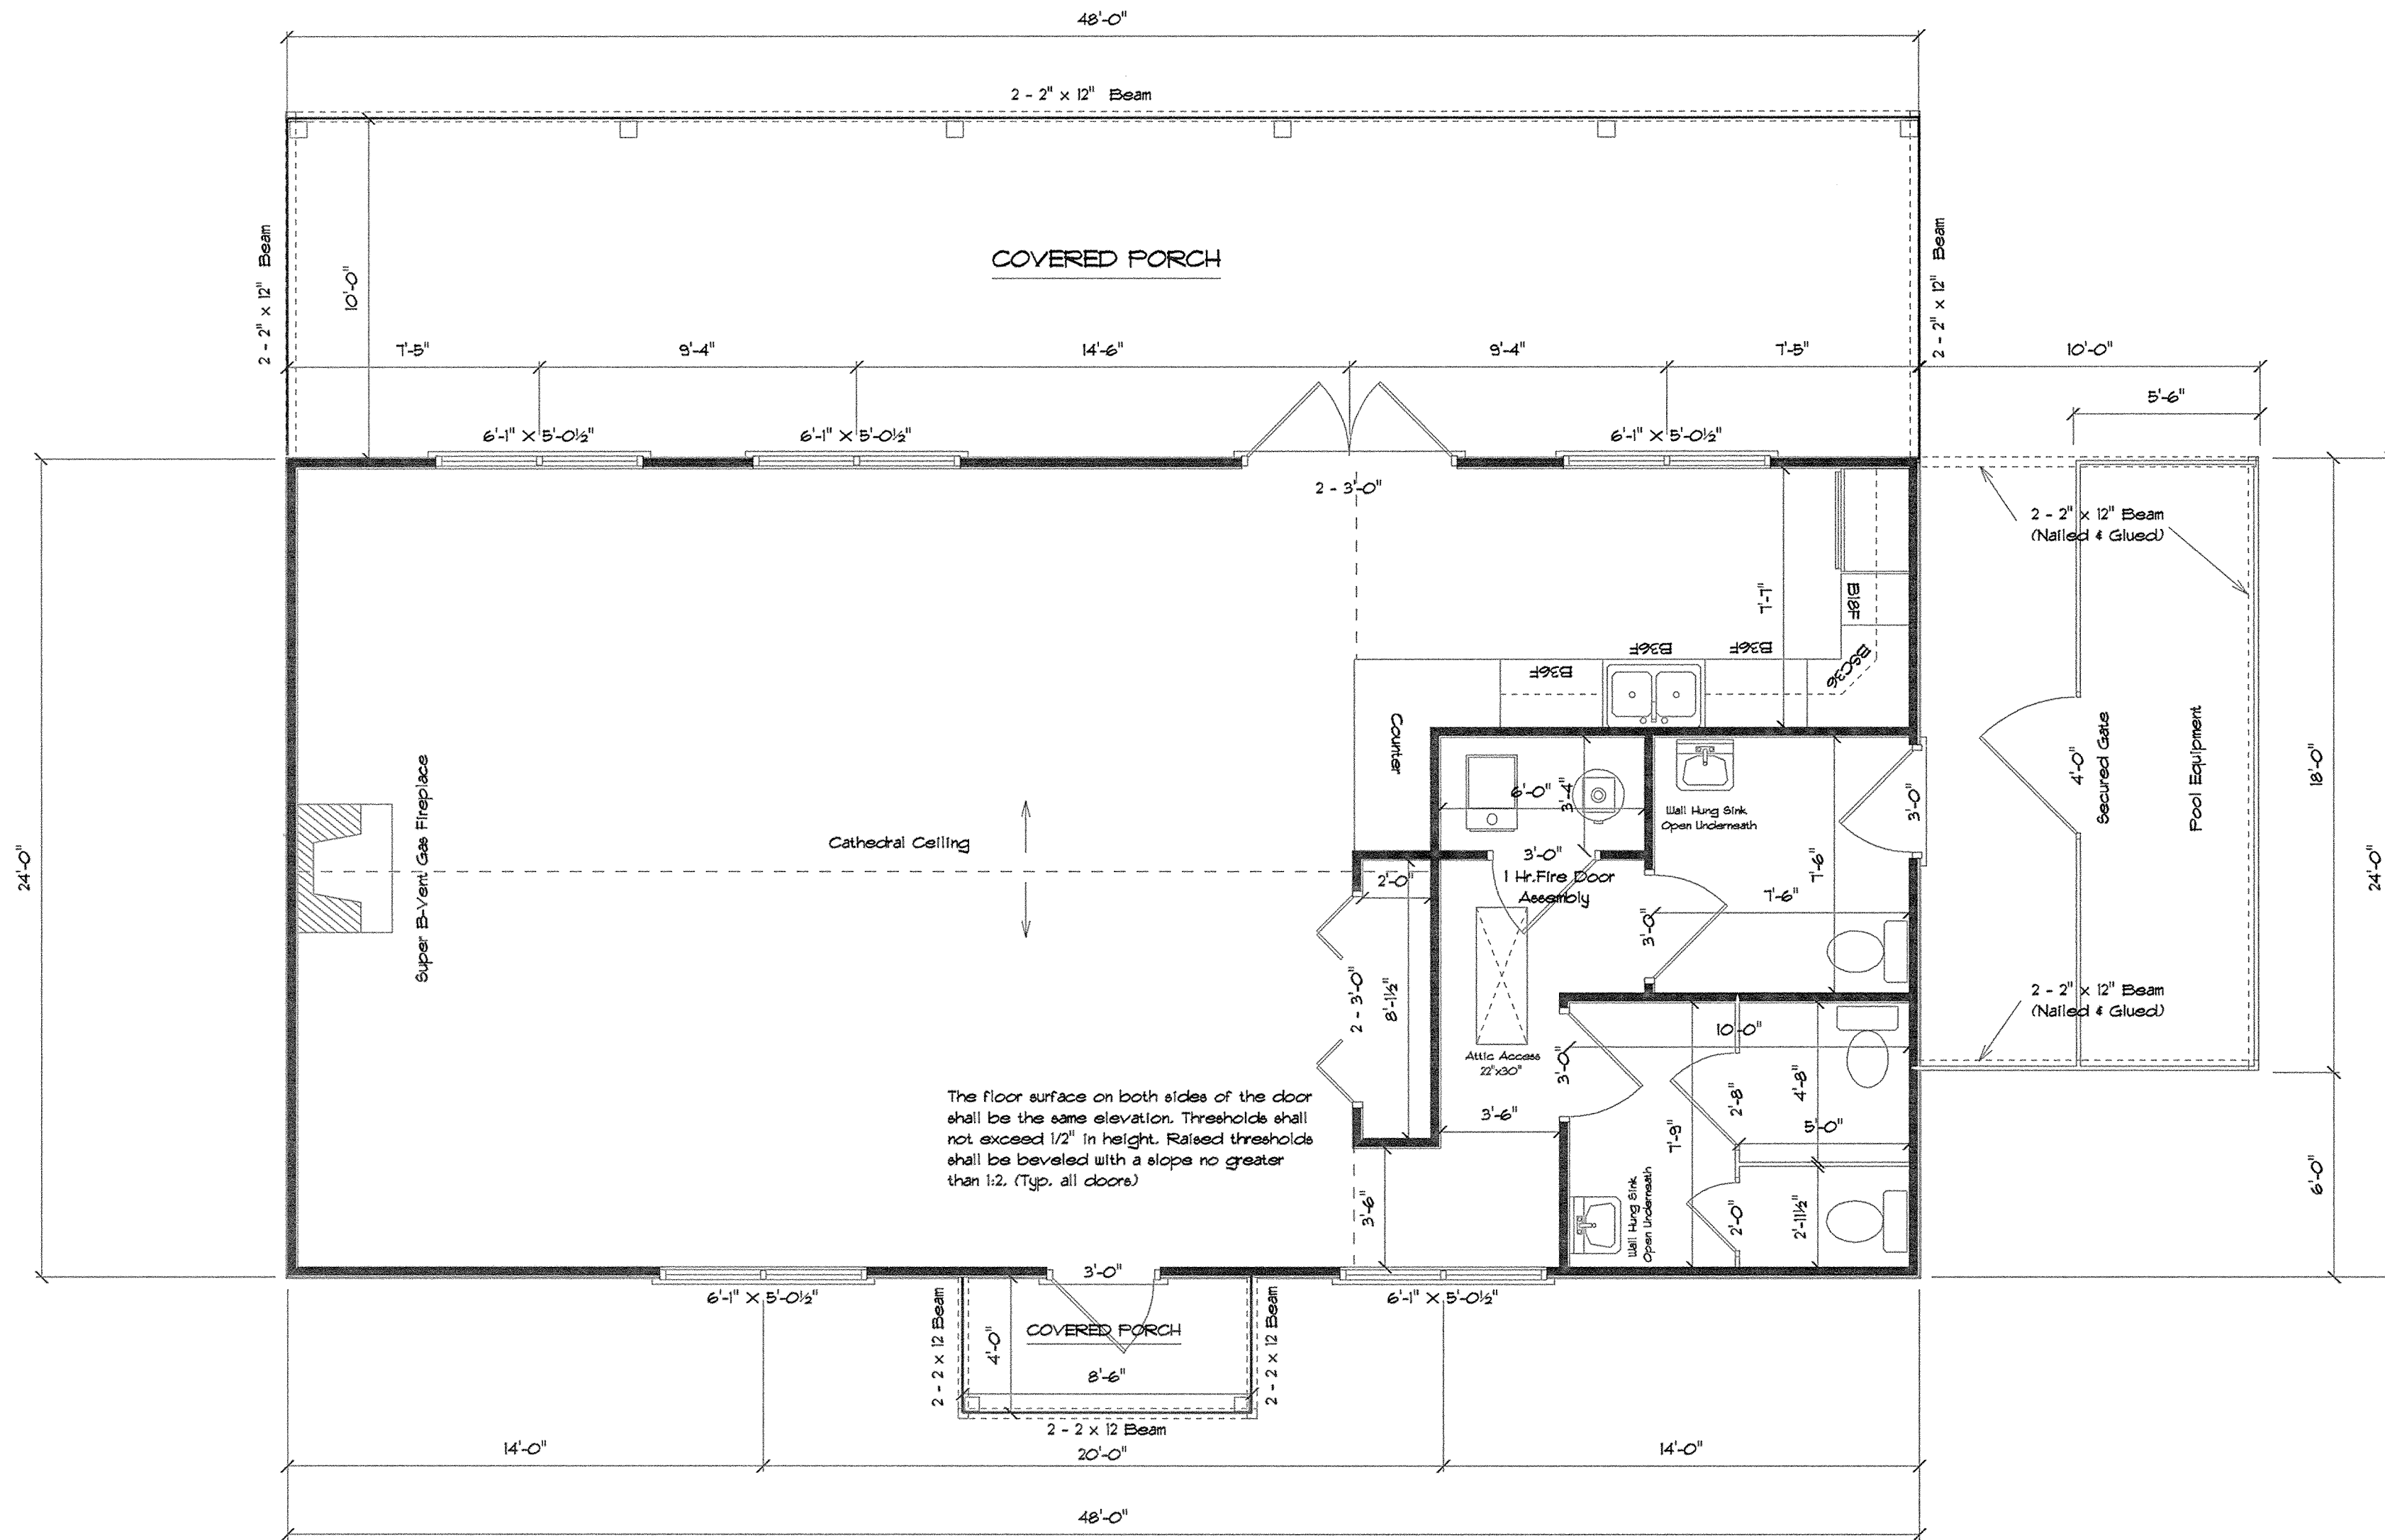 48'-0"
2 - 2" x 12" Beam
2 - 2" x 12" Beam
10'-0"
COVERED PORCH
2 - 2" x 12" Beam
7'-5"
9'-4"
14'-6"
9'-4"
7'-5"
10'-0"
5'-6"
6'-1" X 5'-0½"
6'-1" X 5'-0½"
6'-1" X 5'-0½"
2 - 3'-0"
2 - 2" x 12" Beam
(Nailed & Glued)
7'-7"
B18F
B36F
B36F
B36F
BSC36
Counter
24'-0"
Super B-Vent Gas Fireplace
Cathedral Ceiling
6'-0"
3'-4"
Wall Hung Sink
Open Underneath
3'-0"
4'-0"
Secured Gate
Pool Equipment
18'-0"
24'-0"
3'-0"
1 Hr.Fire Door
Assembly
2'-0"
7'-6"
7'-6"
3'-0"
2 - 3'-0"
8'-1½"
2 - 2" x 12" Beam
(Nailed & Glued)
Attic Access
22"x30"
3'-0"
10'-0"
2'-8"
4'-8"
5'-0"
3'-6"
7'-9"
The floor surface on both sides of the door
shall be the same elevation. Thresholds shall
not exceed 1/2" in height. Raised thresholds
shall be beveled with a slope no greater
than 1:2. (Typ. all doors)
3'-6"
Wall Hung Sink
Open Underneath
2'-0"
2'-11½"
6'-0"
3'-0"
6'-1" X 5'-0½"
6'-1" X 5'-0½"
2 - 2 x 12 Beam
4'-0"
COVERED PORCH
8'-6"
2 - 2 x 12 Beam
2 - 2 x 12 Beam
14'-0"
20'-0"
14'-0"
48'-0"